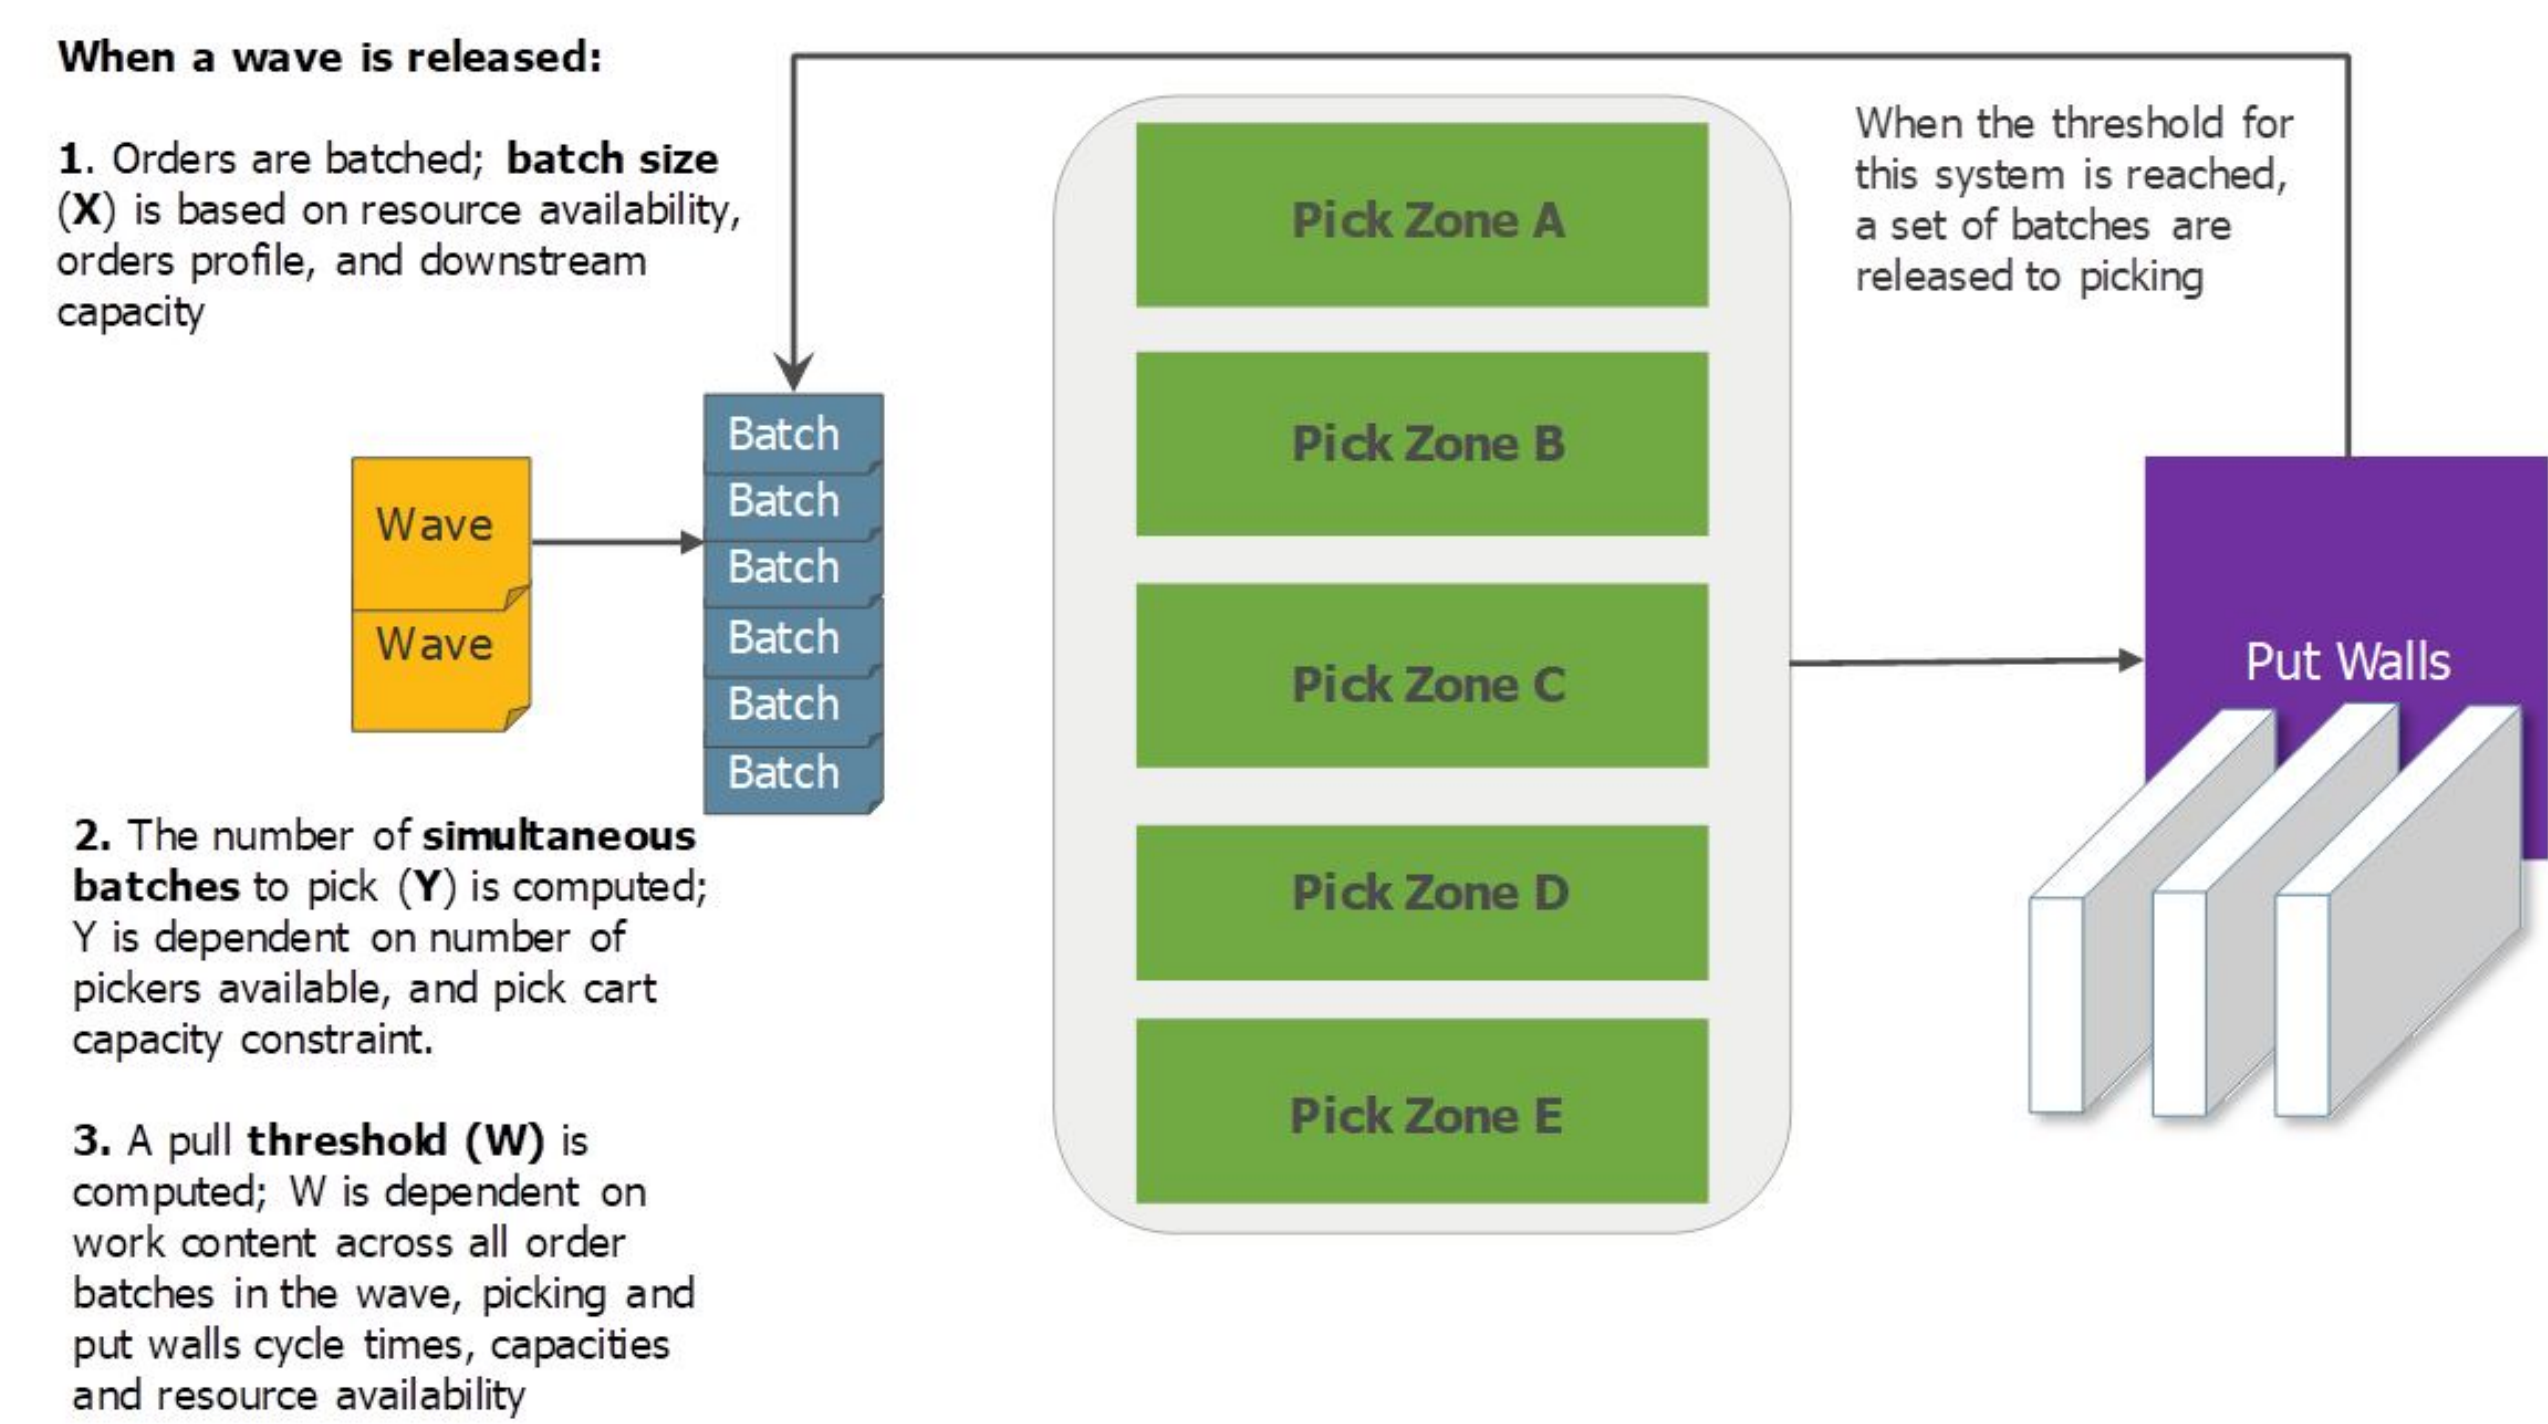 When a wave is released:
1. Orders are batched; batch size
(X) is based on resource availability,
orders profile, and downstream
capacity
Wave
Wave
Batch
Batch
Batch
Batch
Batch
Batch
2. The number of simultaneous
batches to pick (Y) is computed;
Y is dependent on number of
pickers available, and pick cart
capacity constraint.
3. A pull threshold (W) is
computed; W is dependent on
work content across all order
batches in the wave, picking and
put walls cycle times, capacities
and resource availability
Pick Zone A
Pick Zone B
Pick Zone C
Pick Zone D
Pick Zone E
When the threshold for
this system is reached,
a set of batches are
released to picking
Put Walls